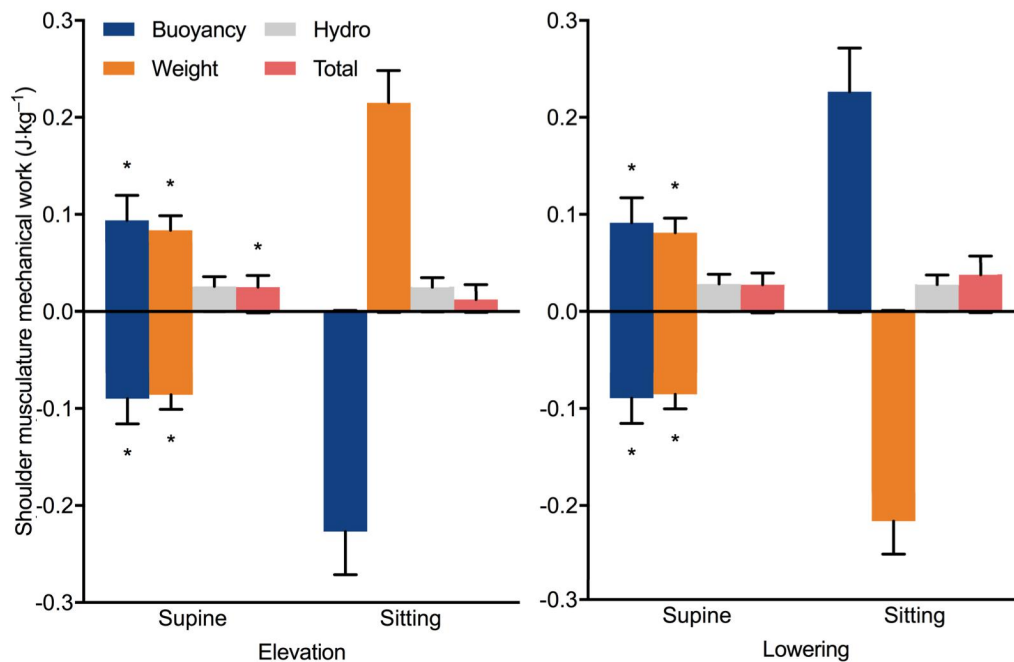 Shoulder musculature mechanical work (J·kg⁻¹)
0.3
0.2
0.1
0.0
-0.1
-0.2
-0.3
Buoyancy
Hydro
Weight
Total
*
*
*
*
*
Supine
Sitting
Elevation
0.3
0.2
0.1
0.0
-0.1
-0.2
-0.3
*
*
*
*
Supine
Sitting
Lowering